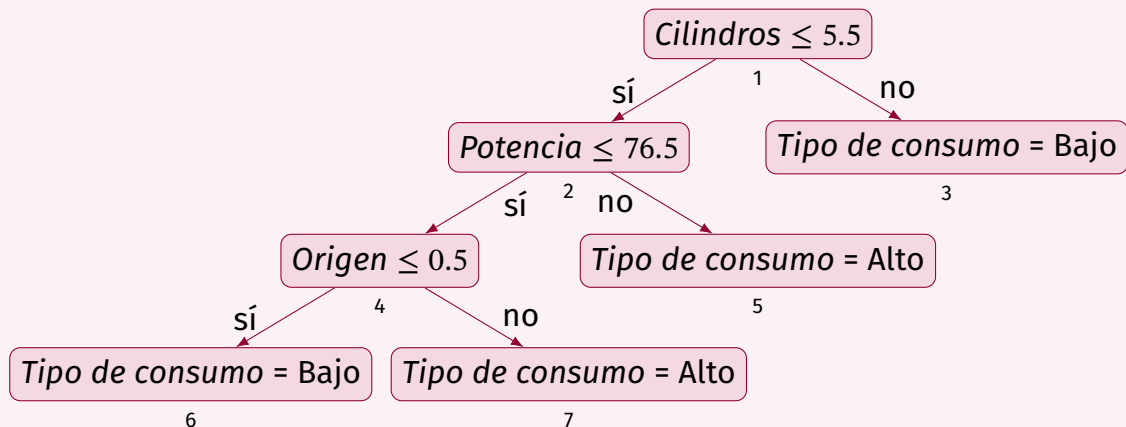 Cilindros ≤ 5.5
1
sí
no
Potencia ≤ 76.5
Tipo de consumo = Bajo
2
3
sí
no
Origen ≤ 0.5
Tipo de consumo = Alto
4
5
sí
no
Tipo de consumo = Bajo
Tipo de consumo = Alto
6
7